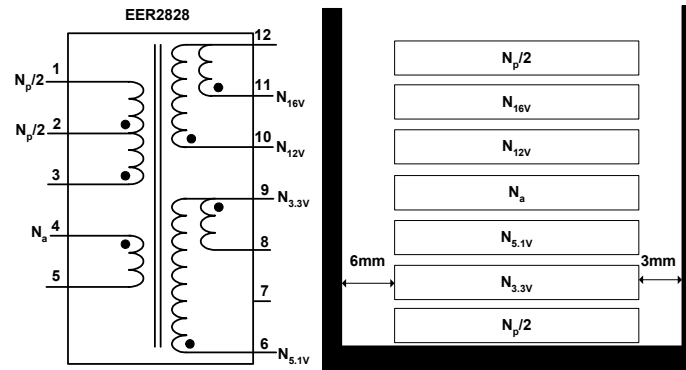 EER2828
1
N_p/2
2
N_p/2
3
4
N_a
5
12
11
N_16V
10
N_12V
9
N_3.3V
8
7
6
N_5.1V
N_p/2
N_16V
N_12V
N_a
N_5.1V
6mm
3mm
N_3.3V
N_p/2